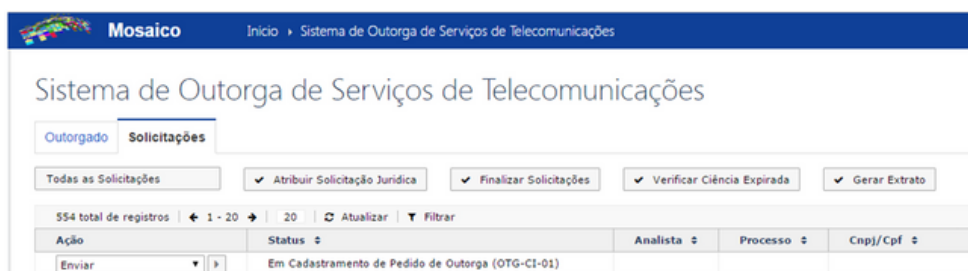 Mosaico Inicio › Sistema de Outorga de Serviços de Telecomunicações
Sistema de Outorga de Serviços de Telecomunicações
Outorgado Solicitações
Todas as Solicitações ✔ Atribuir Solicitação Juridica ✔ Finalizar Solicitações ✔ Verificar Ciência Expirada ✔ Gerar Extrato
554 total de registros 1 - 20 20 Atualizar Filtrar
Ação Status Analista Processo Cnpj/Cpf
Enviar Em Cadastramento de Pedido de Outorga (OTG-CI-01)